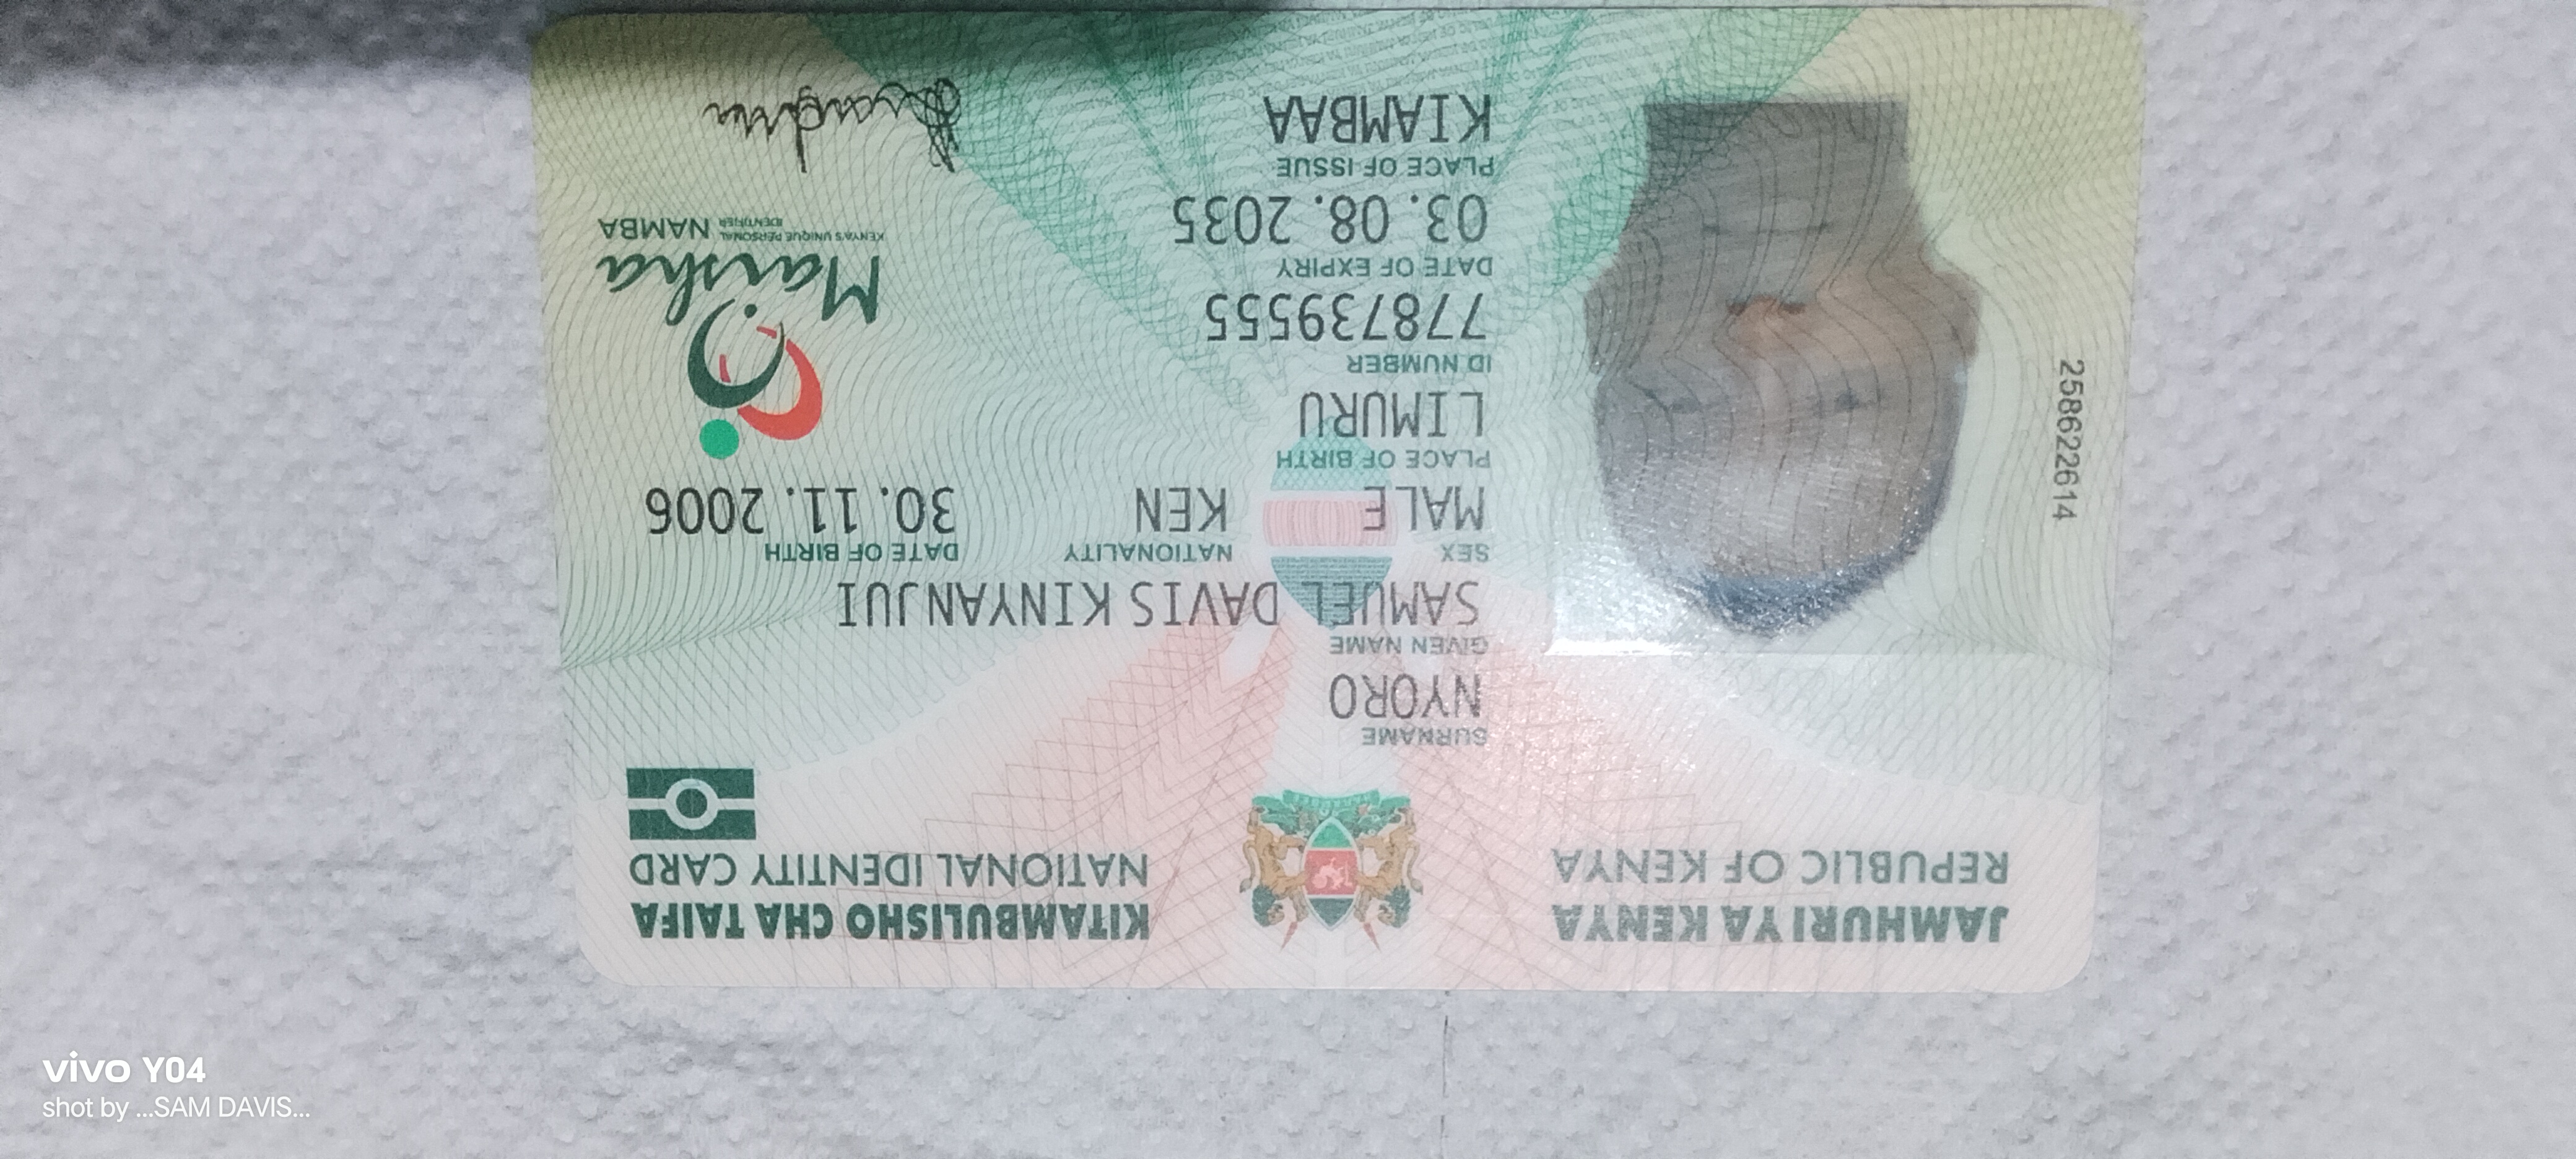 JAMHURI YA KENYA
REPUBLIC OF KENYA
KITAMBULISHO CHA TAIFA
NATIONAL IDENTITY CARD
SURNAME
NYORO
GIVEN NAME
SAMUEL DAVIS KINYANJUI
SEX
NATIONALITY
DATE OF BIRTH
MALE
KEN
30. 11. 2006
PLACE OF BIRTH
LIMURU
ID NUMBER
778739555
DATE OF EXPIRY
03. 08. 2035
PLACE OF ISSUE
KIAMBAA
258622614
Maisha
KENYA'S UNIQUE PERSONAL
IDENTIFIER
NAMBA
vivo Y04
shot by ...SAM DAVIS...